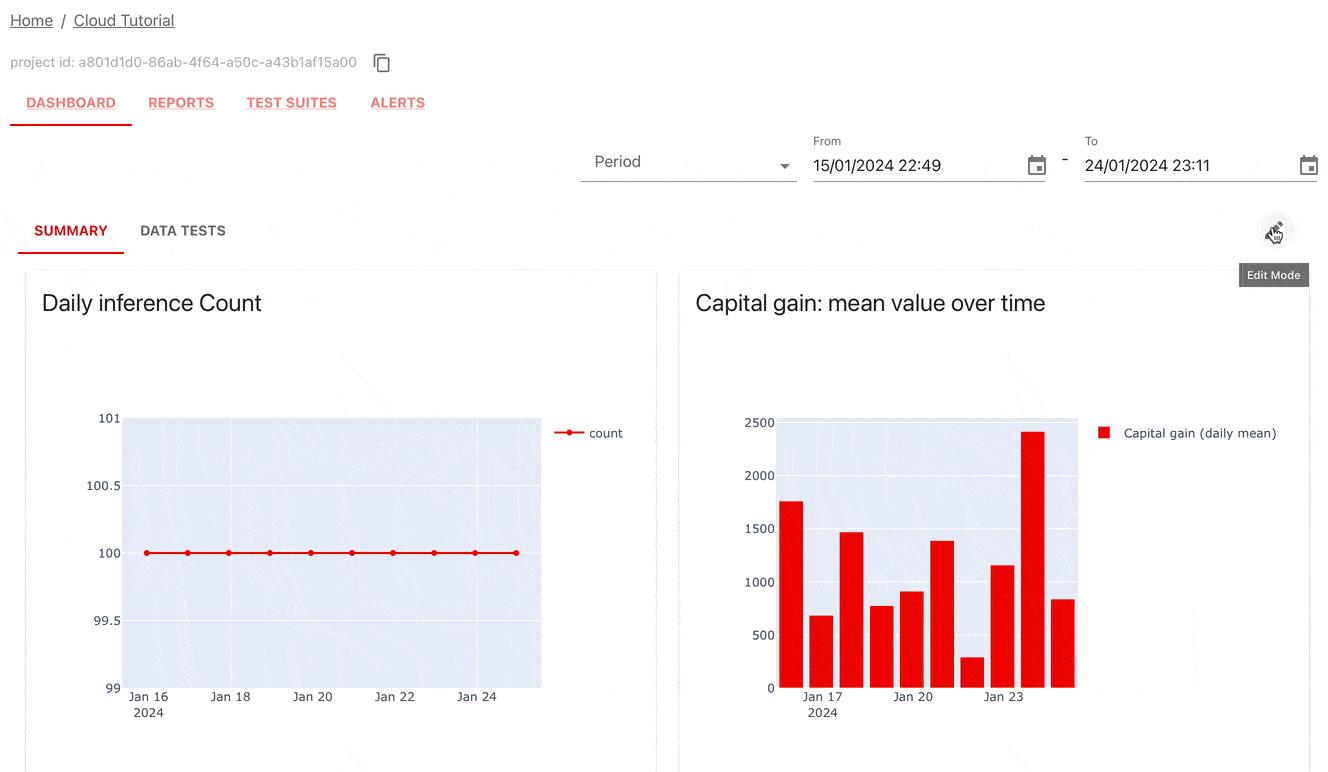 Home / Cloud Tutorial
project id: a801d1d0-86ab-4f64-a50c-a43b1af15a00
DASHBOARD REPORTS TEST SUITES ALERTS
Period
From
15/01/2024 22:49
-
To
24/01/2024 23:11
SUMMARY DATA TESTS
Edit Mode
Daily inference Count
101
100.5
100
99.5
99
Jan 16 Jan 18 Jan 20 Jan 22 Jan 24
2024
count
Capital gain: mean value over time
2500
2000
1500
1000
500
0
Jan 17 Jan 20 Jan 23
2024
Capital gain (daily mean)